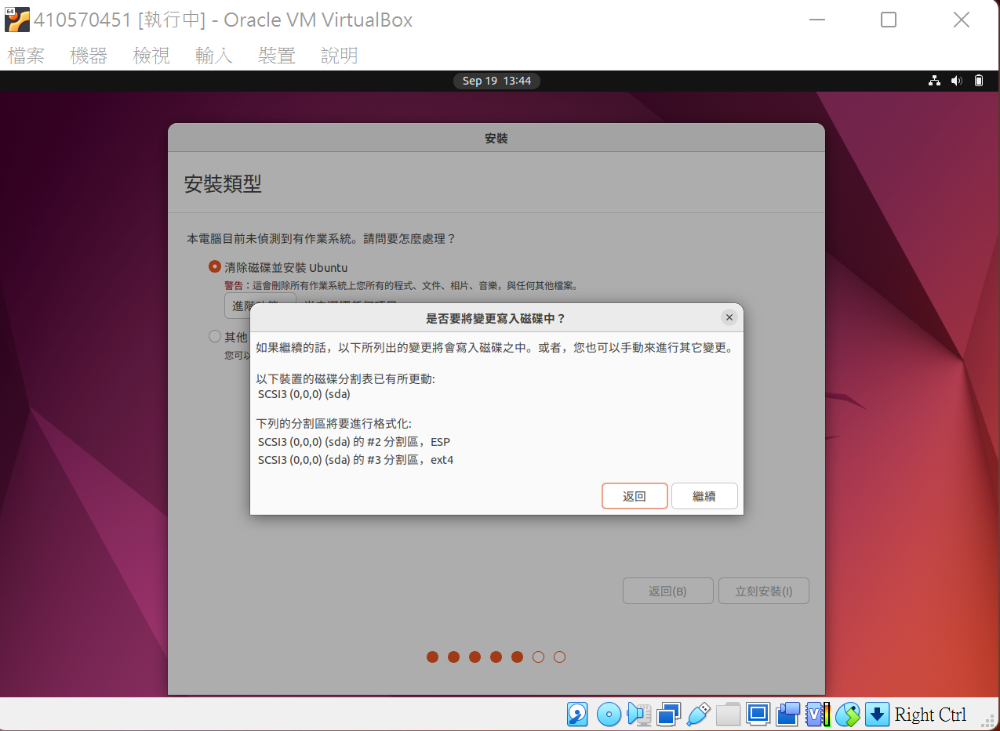 64
410570451 [執行中] - Oracle VM VirtualBox
檔案 機器 檢視 輸入 裝置 說明
Sep 19 13:44
安裝
安裝類型
本電腦目前未偵測到有作業系統。請問要怎麼處理？
清除磁碟並安裝 Ubuntu
警告：這會刪除所有作業系統上您所有的程式、文件、相片、音樂，與任何其他檔案。
進階
其他
您可以
是否要將變更寫入磁碟中？
如果繼續的話，以下所列出的變更將會寫入磁碟之中。或者，您也可以手動來進行其它變更。
以下裝置的磁碟分割表已有所更動:
SCSI3 (0,0,0) (sda)
下列的分割區將要進行格式化:
SCSI3 (0,0,0) (sda) 的 #2 分割區，ESP
SCSI3 (0,0,0) (sda) 的 #3 分割區，ext4
返回 繼續
返回(B) 立刻安裝(I)
V
Right Ctrl